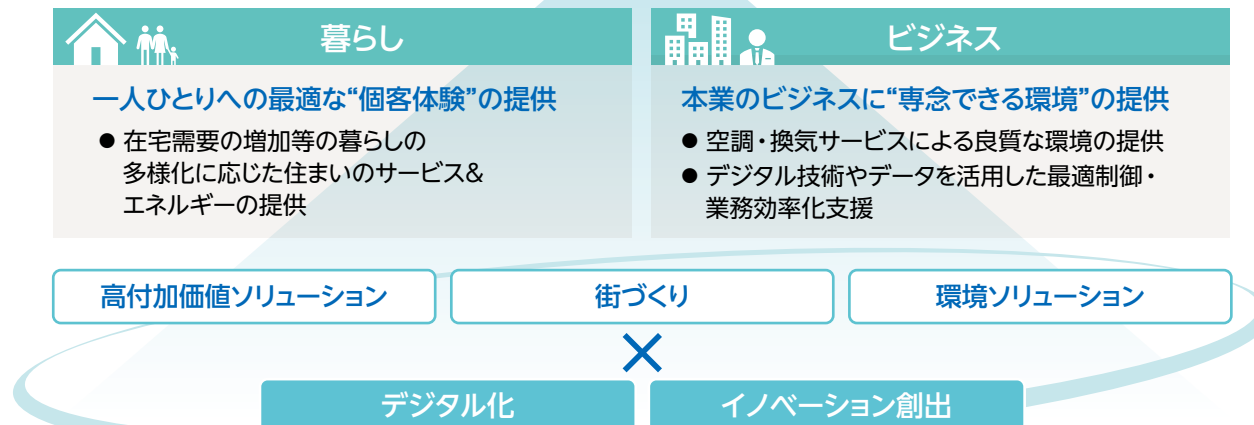 暮らし
一人ひとりへの最適な“個客体験”の提供
● 在宅需要の増加等の暮らしの
多様化に応じた住まいのサービス&
エネルギーの提供
ビジネス
本業のビジネスに“専念できる環境”の提供
● 空調・換気サービスによる良質な環境の提供
● デジタル技術やデータを活用した最適制御・
業務効率化支援
高付加価値ソリューション
街づくり
環境ソリューション
×
デジタル化
イノベーション創出